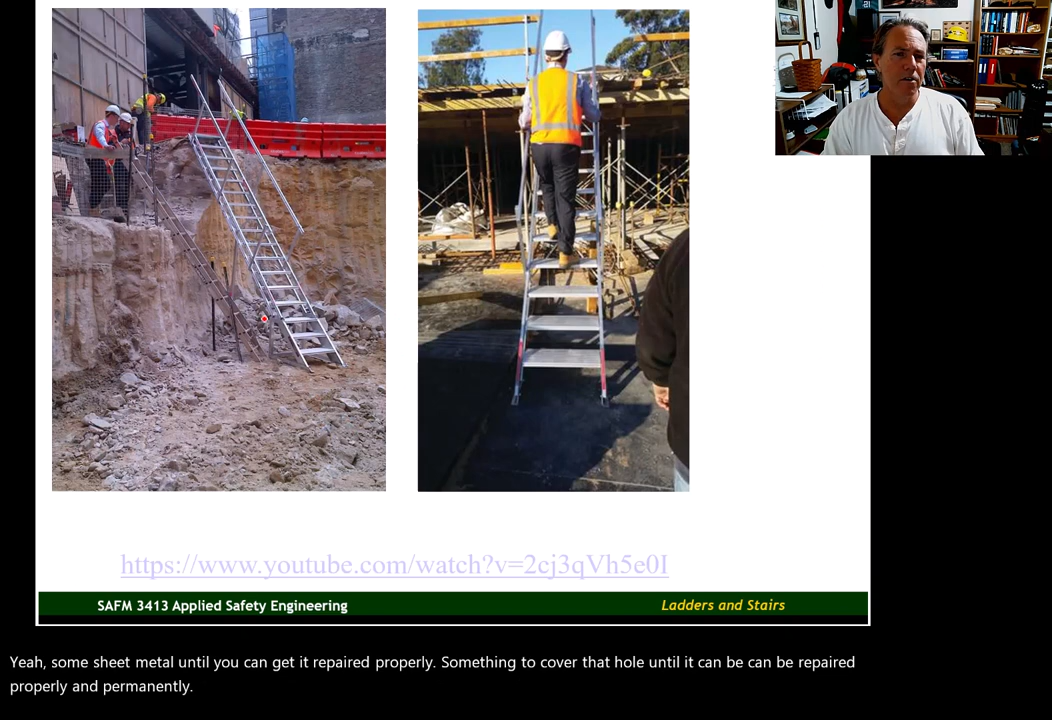 https://www.youtube.com/watch?v=2cj3qVh5e0I
SAFM 3413 Applied Safety Engineering
Ladders and Stairs
Yeah, some sheet metal until you can get it repaired properly. Something to cover that hole until it can be can be repaired
properly and permanently.